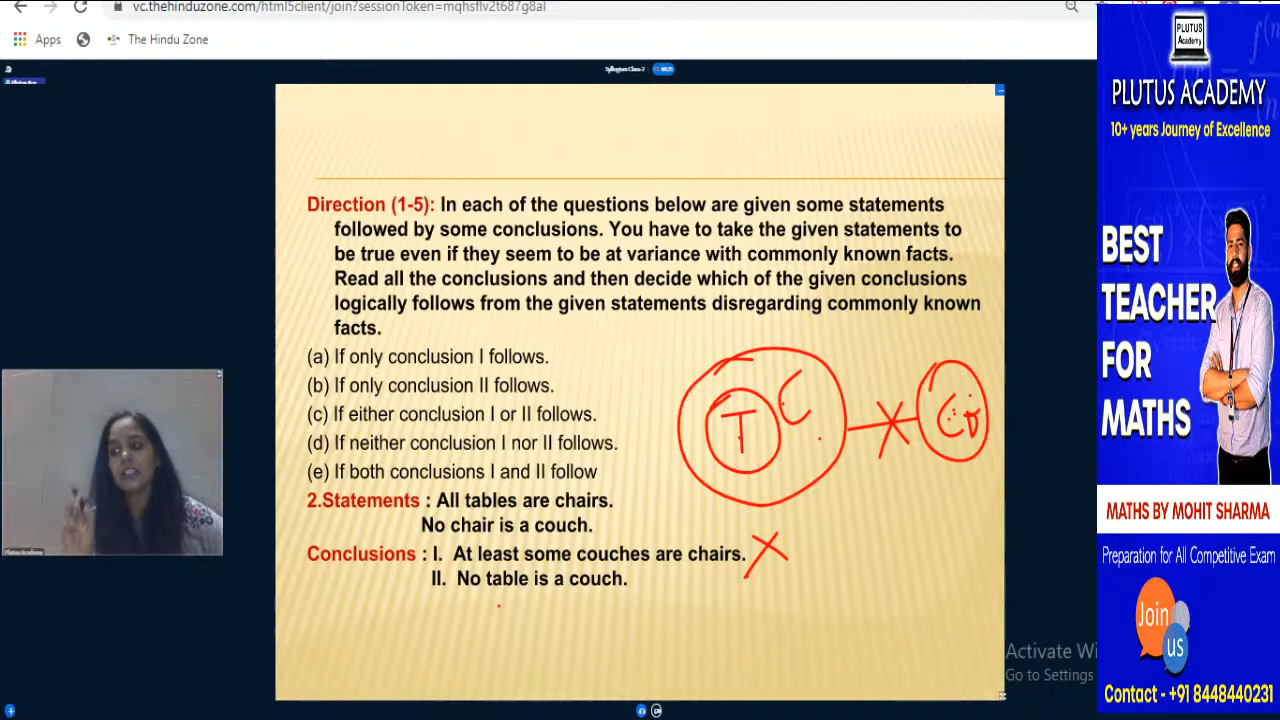 vc.thehinduzone.com/html5client/join?sessionToken=mqhsflv2t687g8al
Apps
The Hindu Zone
Syllogism Class 2
Direction (1-5): In each of the questions below are given some statements
followed by some conclusions. You have to take the given statements to
be true even if they seem to be at variance with commonly known facts.
Read all the conclusions and then decide which of the given conclusions
logically follows from the given statements disregarding commonly known
facts.
(a) If only conclusion I follows.
(b) If only conclusion II follows.
(c) If either conclusion I or II follows.
(d) If neither conclusion I nor II follows.
(e) If both conclusions I and II follow
2.Statements : All tables are chairs.
No chair is a couch.
Conclusions : I. At least some couches are chairs.
II. No table is a couch.
T
C
Plutus Academy
Activate Wi
Go to Settings
PLUTUS
Academy
PLUTUS ACADEMY
10+ years Journey of Excellence
BEST
TEACHER
FOR
MATHS
MATHS BY MOHIT SHARMA
Preparation for All Competitive Exam
Join
us
Contact - +91 8448440231